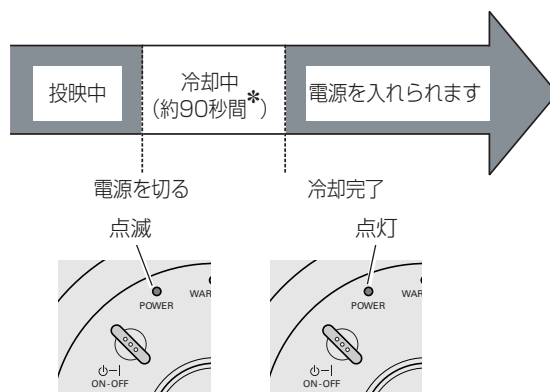 投映中
冷却中
（約90秒間*）
電源を入れられます
電源を切る
冷却完了
点滅
点灯
POWER
WAR
ON-OFF
POWER
WAR
ON-OFF